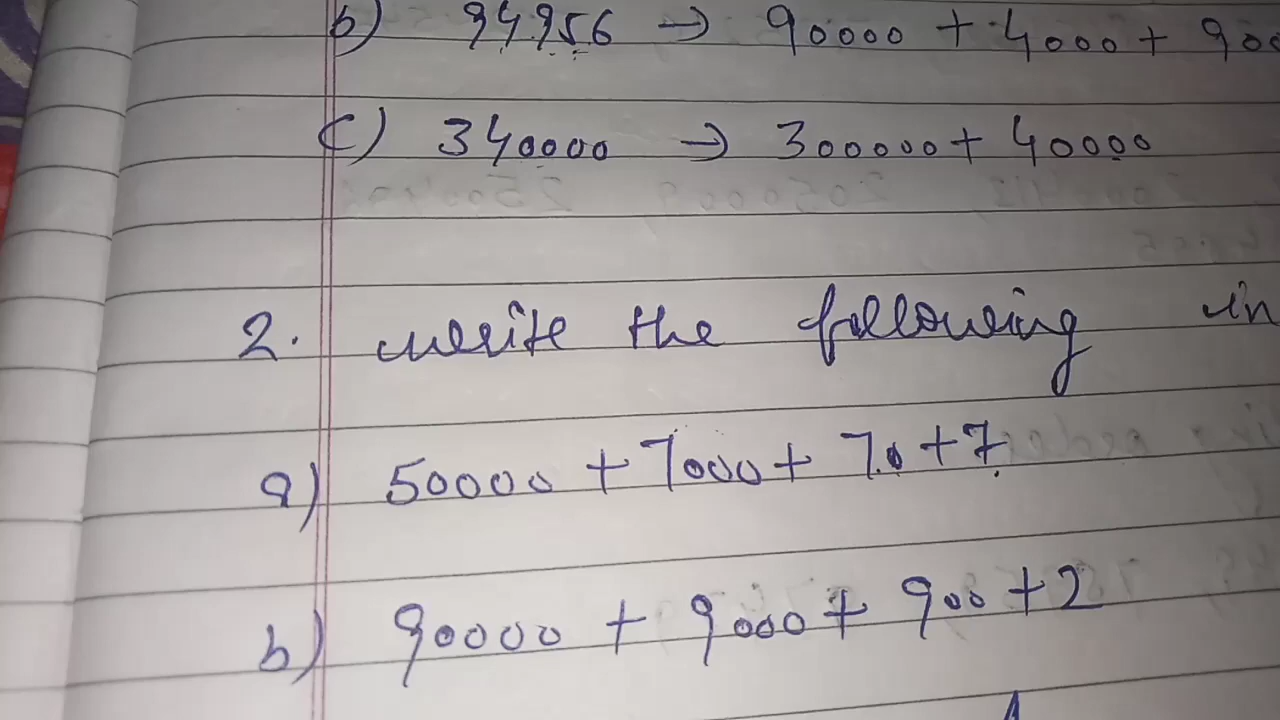 b) 94956 → 90000 + 4000 + 900
c) 340000 → 300000 + 40000
2. write the following in
a) 50000 + 7000 + 70 + 7
b) 90000 + 9000 + 900 + 2